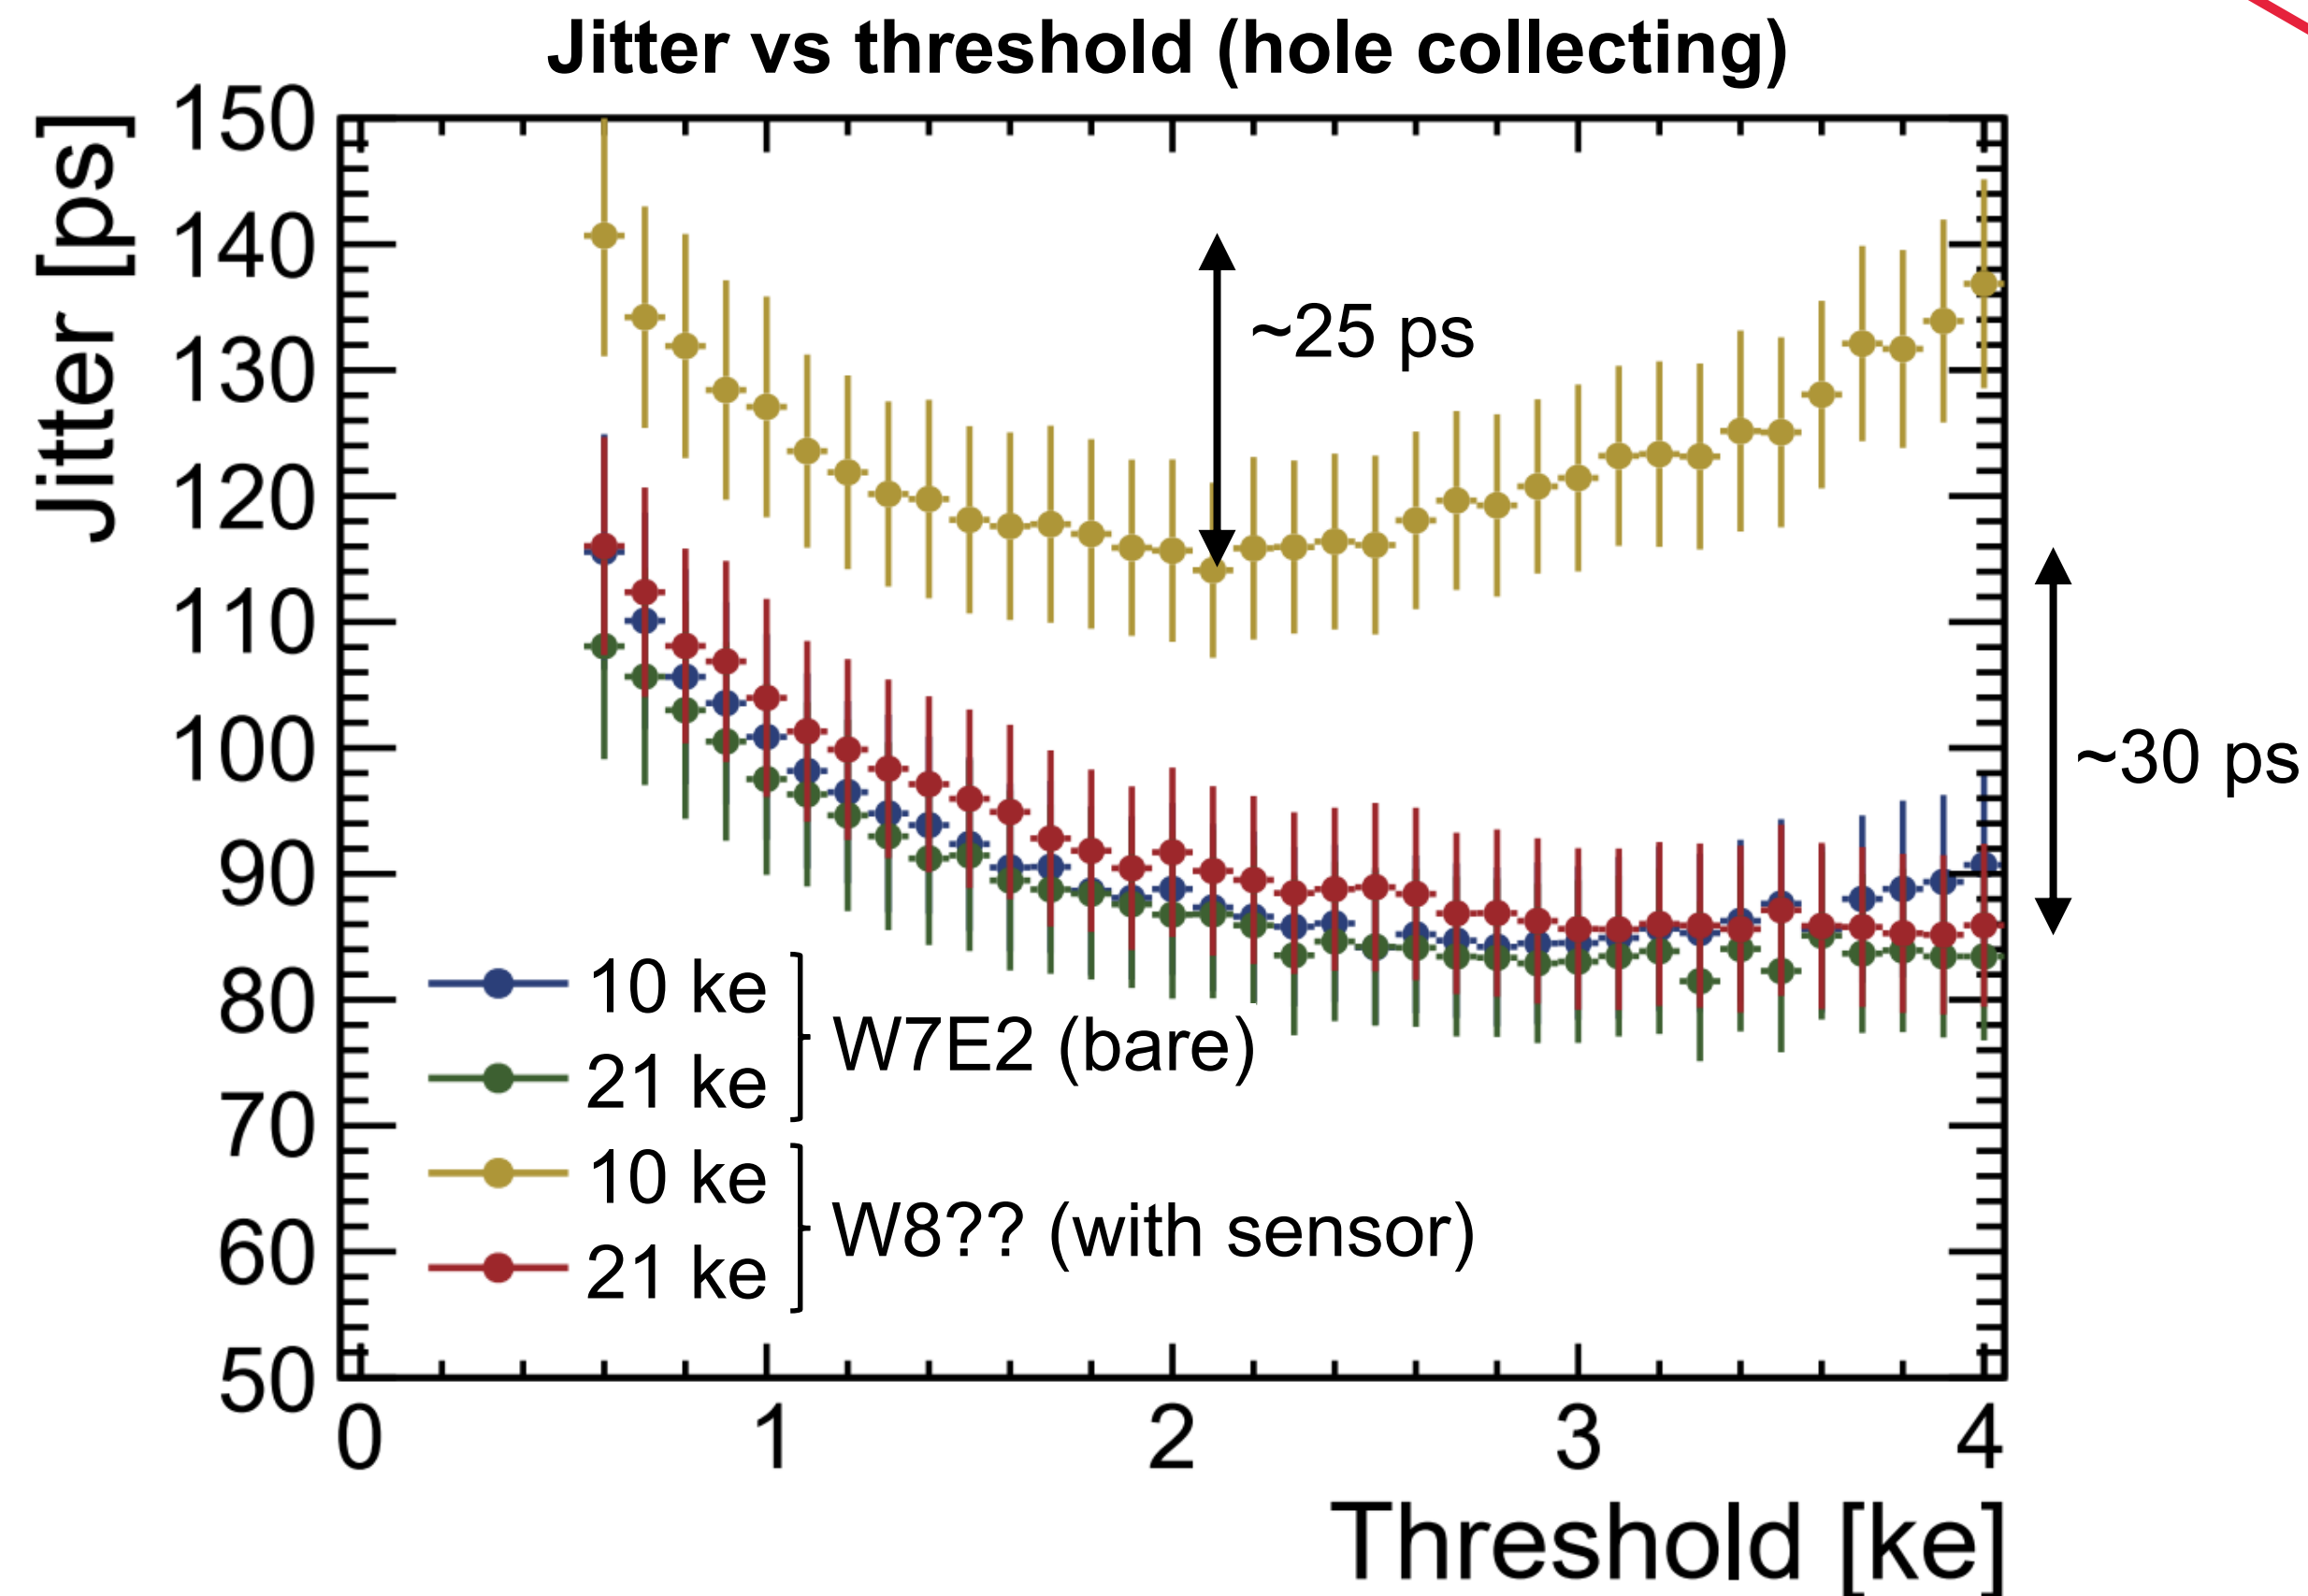 Jitter vs threshold (hole collecting)
Jitter [ps]
150
140
130
120
110
100
90
80
70
60
50
~25 ps
~30 ps
10 ke
21 ke
W7E2 (bare)
10 ke
21 ke
W8?? (with sensor)
0 1 2 3 4
Threshold [ke]